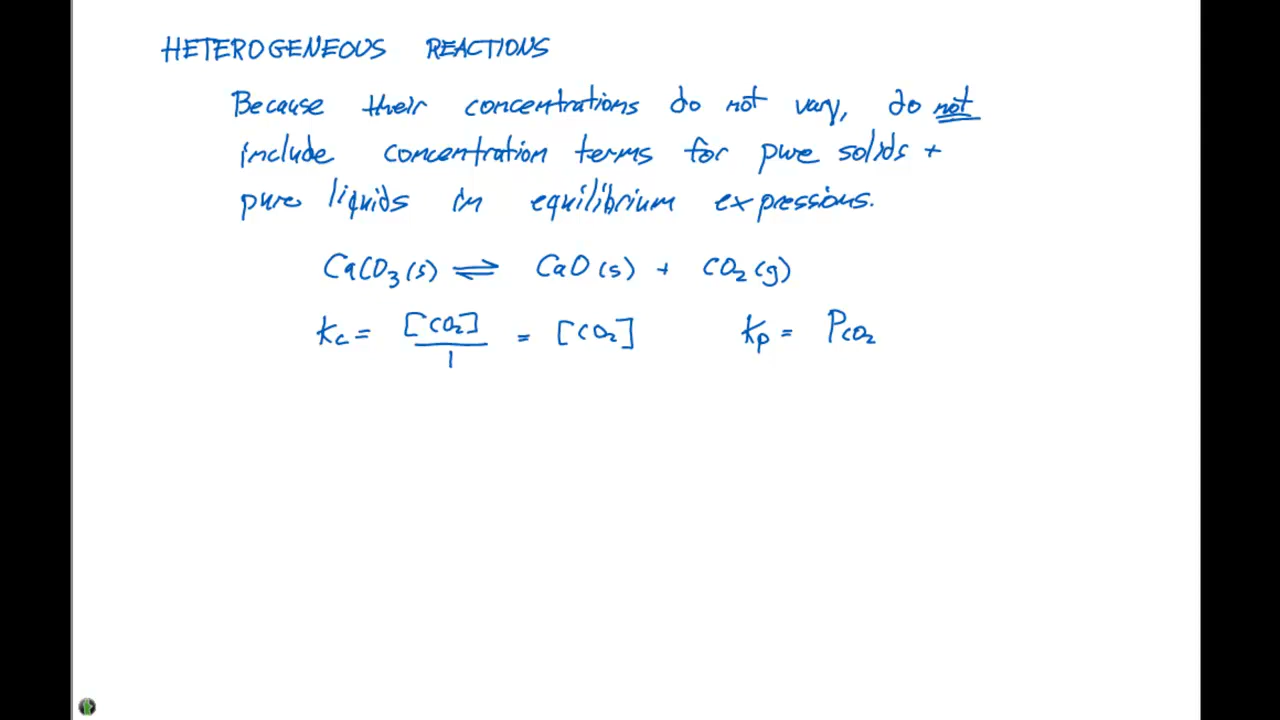 HETEROGENEOUS REACTIONS
Because their concentrations do not vary, do not
include concentration terms for pure solids +
pure liquids in equilibrium expressions.
CaCO₃(s) ⇌ CaO(s) + CO₂(g)
Kc = [CO₂]/1 = [CO₂] Kp = PCO₂